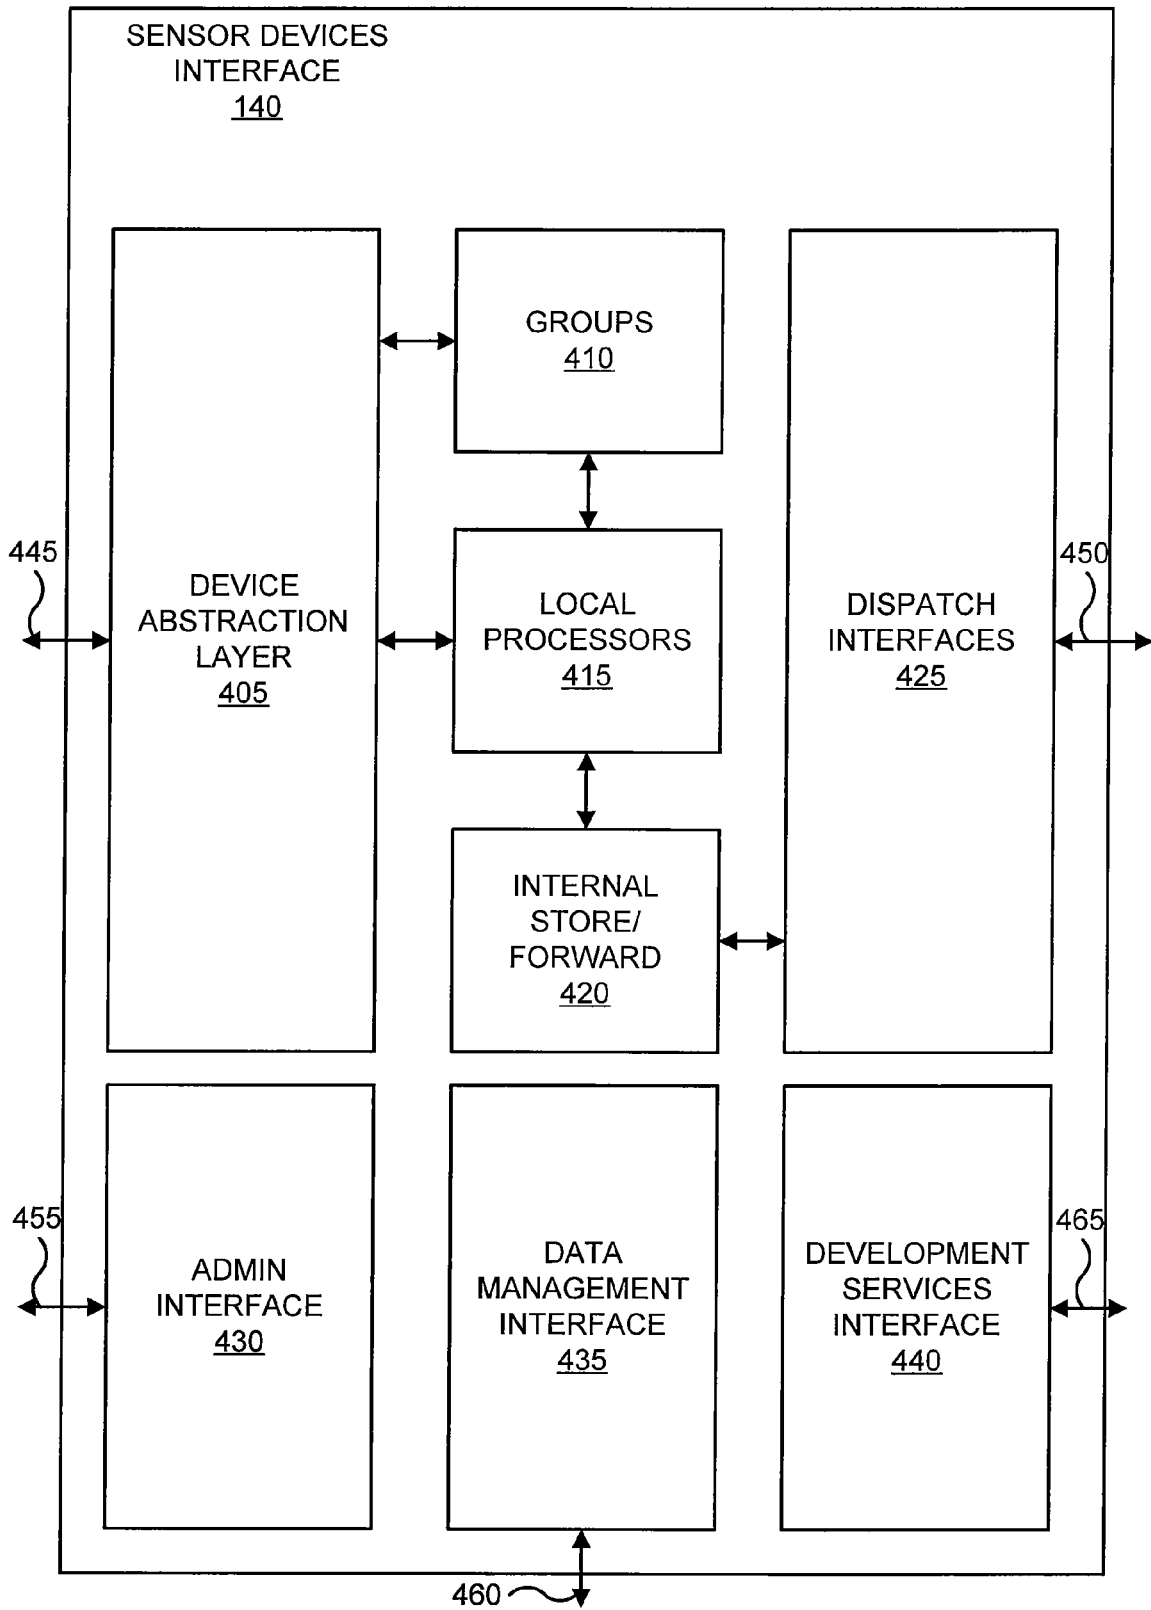 SENSOR DEVICES
INTERFACE
140
GROUPS
410
445
DEVICE
ABSTRACTION
LAYER
405
LOCAL
PROCESSORS
415
DISPATCH
INTERFACES
425
450
INTERNAL
STORE/
FORWARD
420
455
ADMIN
INTERFACE
430
DATA
MANAGEMENT
INTERFACE
435
DEVELOPMENT
SERVICES
INTERFACE
440
465
460